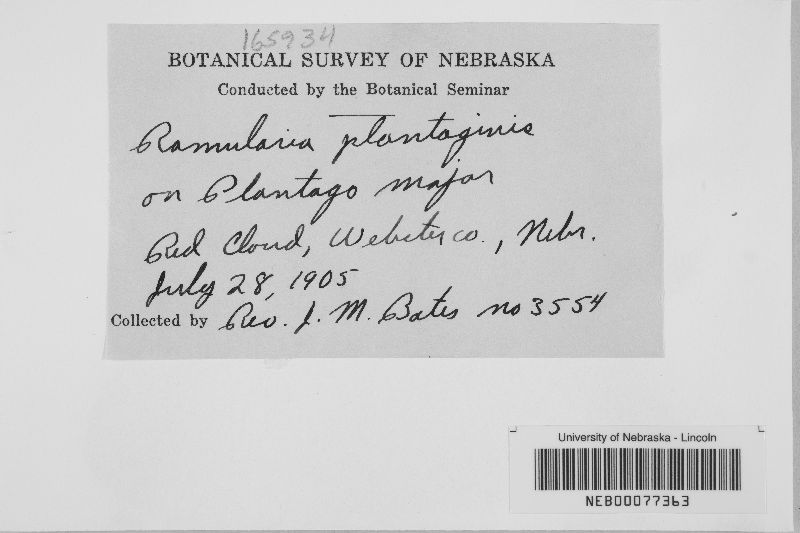 165934
BOTANICAL SURVEY OF NEBRASKA
Conducted by the Botanical Seminar
Ramularia plantaginis
on Plantago major
Red Cloud, Webster co., Nebr.
July 28, 1905
Collected by Rev. J. M. Bates no 3554
University of Nebraska - Lincoln
NEB00077363